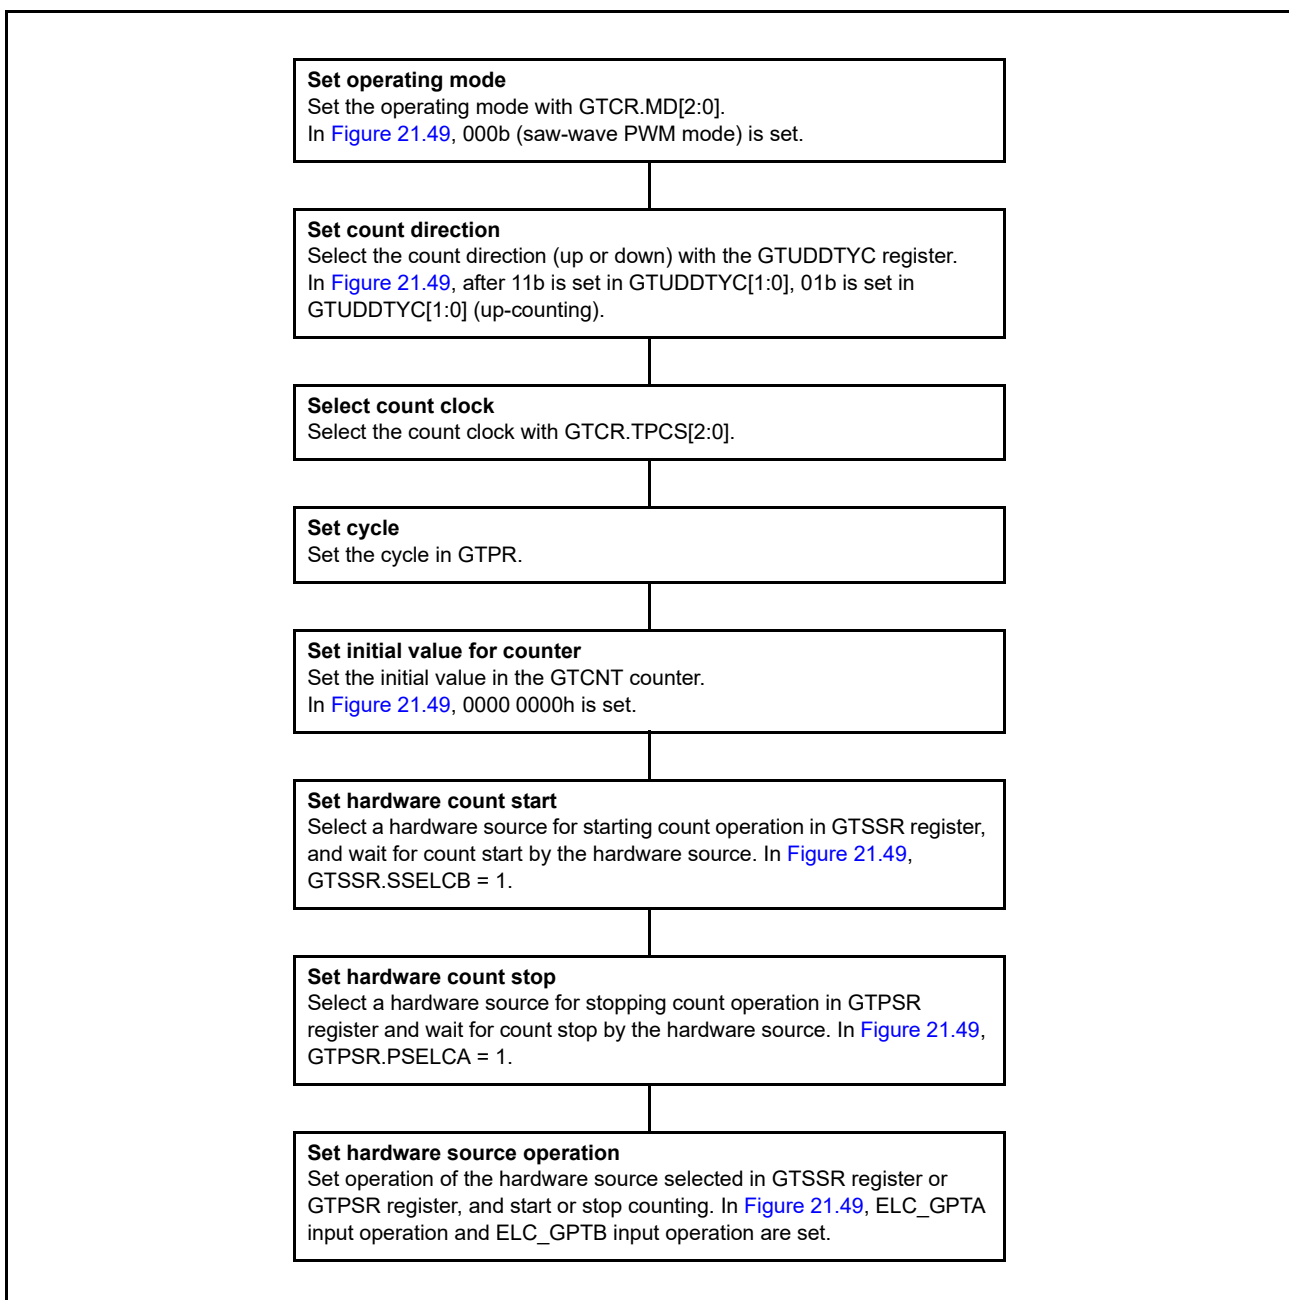 Set operating mode
Set the operating mode with GTCR.MD[2:0].
In Figure 21.49, 000b (saw-wave PWM mode) is set.
Set count direction
Select the count direction (up or down) with the GTUDDTYC register.
In Figure 21.49, after 11b is set in GTUDDTYC[1:0], 01b is set in
GTUDDTYC[1:0] (up-counting).
Select count clock
Select the count clock with GTCR.TPCS[2:0].
Set cycle
Set the cycle in GTPR.
Set initial value for counter
Set the initial value in the GTCNT counter.
In Figure 21.49, 0000 0000h is set.
Set hardware count start
Select a hardware source for starting count operation in GTSSR register,
and wait for count start by the hardware source. In Figure 21.49,
GTSSR.SSELCB = 1.
Set hardware count stop
Select a hardware source for stopping count operation in GTPSR
register and wait for count stop by the hardware source. In Figure 21.49,
GTPSR.PSELCA = 1.
Set hardware source operation
Set operation of the hardware source selected in GTSSR register or
GTPSR register, and start or stop counting. In Figure 21.49, ELC_GPTA
input operation and ELC_GPTB input operation are set.